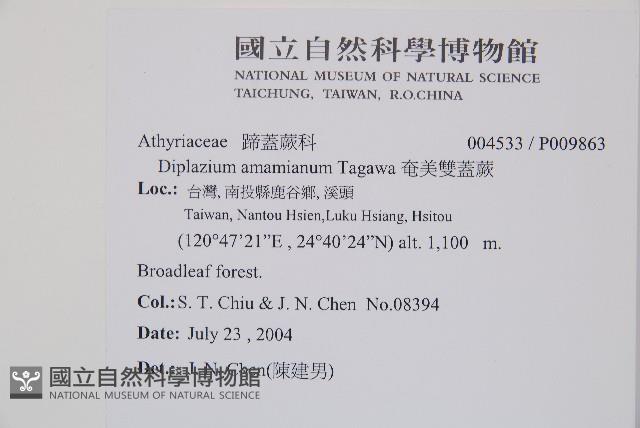 國立自然科學博物館
NATIONAL MUSEUM OF NATURAL SCIENCE
TAICHUNG, TAIWAN, R.O.CHINA
Athyriaceae 蹄蓋蕨科 004533 / P009863
Diplazium amamianum Tagawa 奄美雙蓋蕨
Loc.: 台灣, 南投縣鹿谷鄉, 溪頭
Taiwan, Nantou Hsien,Luku Hsiang, Hsitou
(120°47'21”E , 24°40'24”N) alt. 1,100 m.
Broadleaf forest.
Col.: S. T. Chiu & J. N. Chen No.08394
Date: July 23 , 2004
Det.: J. N. Chen(陳建男)
國立自然科學博物館
NATIONAL MUSEUM OF NATURAL SCIENCE